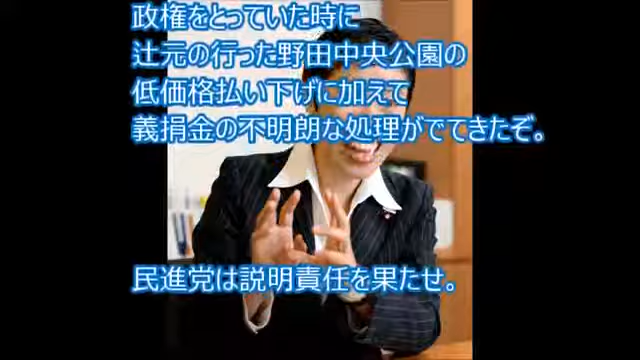 政権をとっていた時に
辻元の行った野田中央公園の
低価格払い下げに加えて
義捐金の不明朗な処理がでてきたぞ。
民進党は説明責任を果たせ。